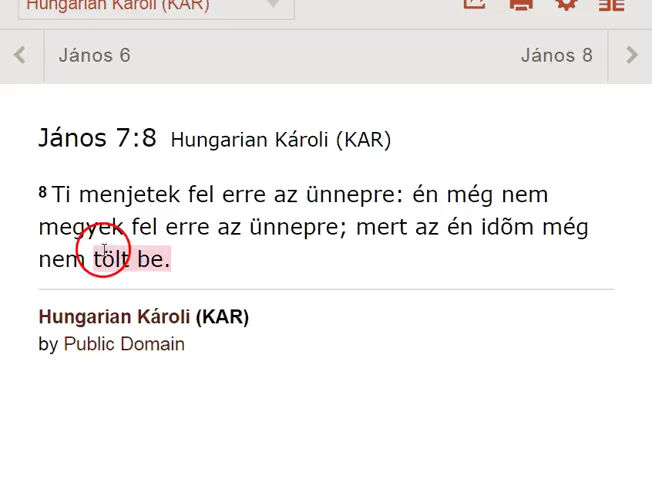 Hungarian Károli (KAR)
János 6
János 8
János 7:8 Hungarian Károli (KAR)
8 Ti menjetek fel erre az ünnepre: én még nem
megyek fel erre az ünnepre; mert az én idõm még
nem tölt be.
Hungarian Károli (KAR)
by Public Domain